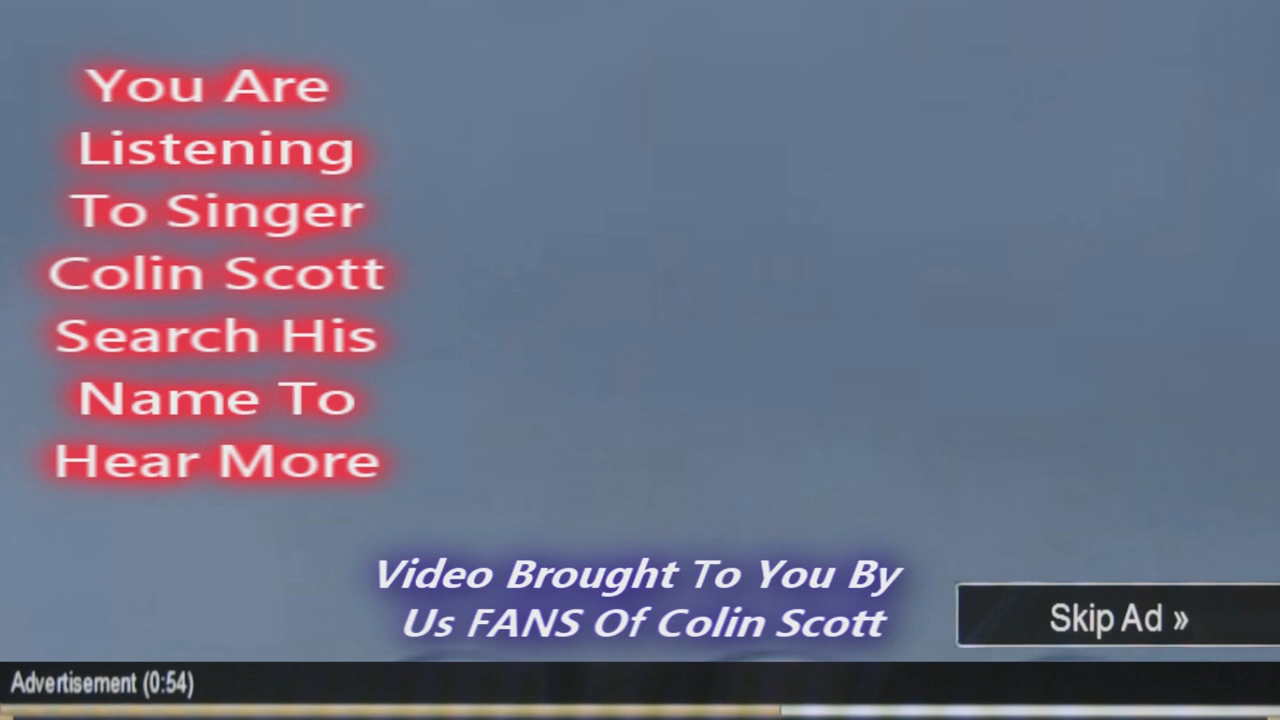 You Are
Listening
To Singer
Colin Scott
Search His
Name To
Hear More
Video Brought To You By
Us FANS Of Colin Scott
Skip Ad »
Advertisement (0:54)